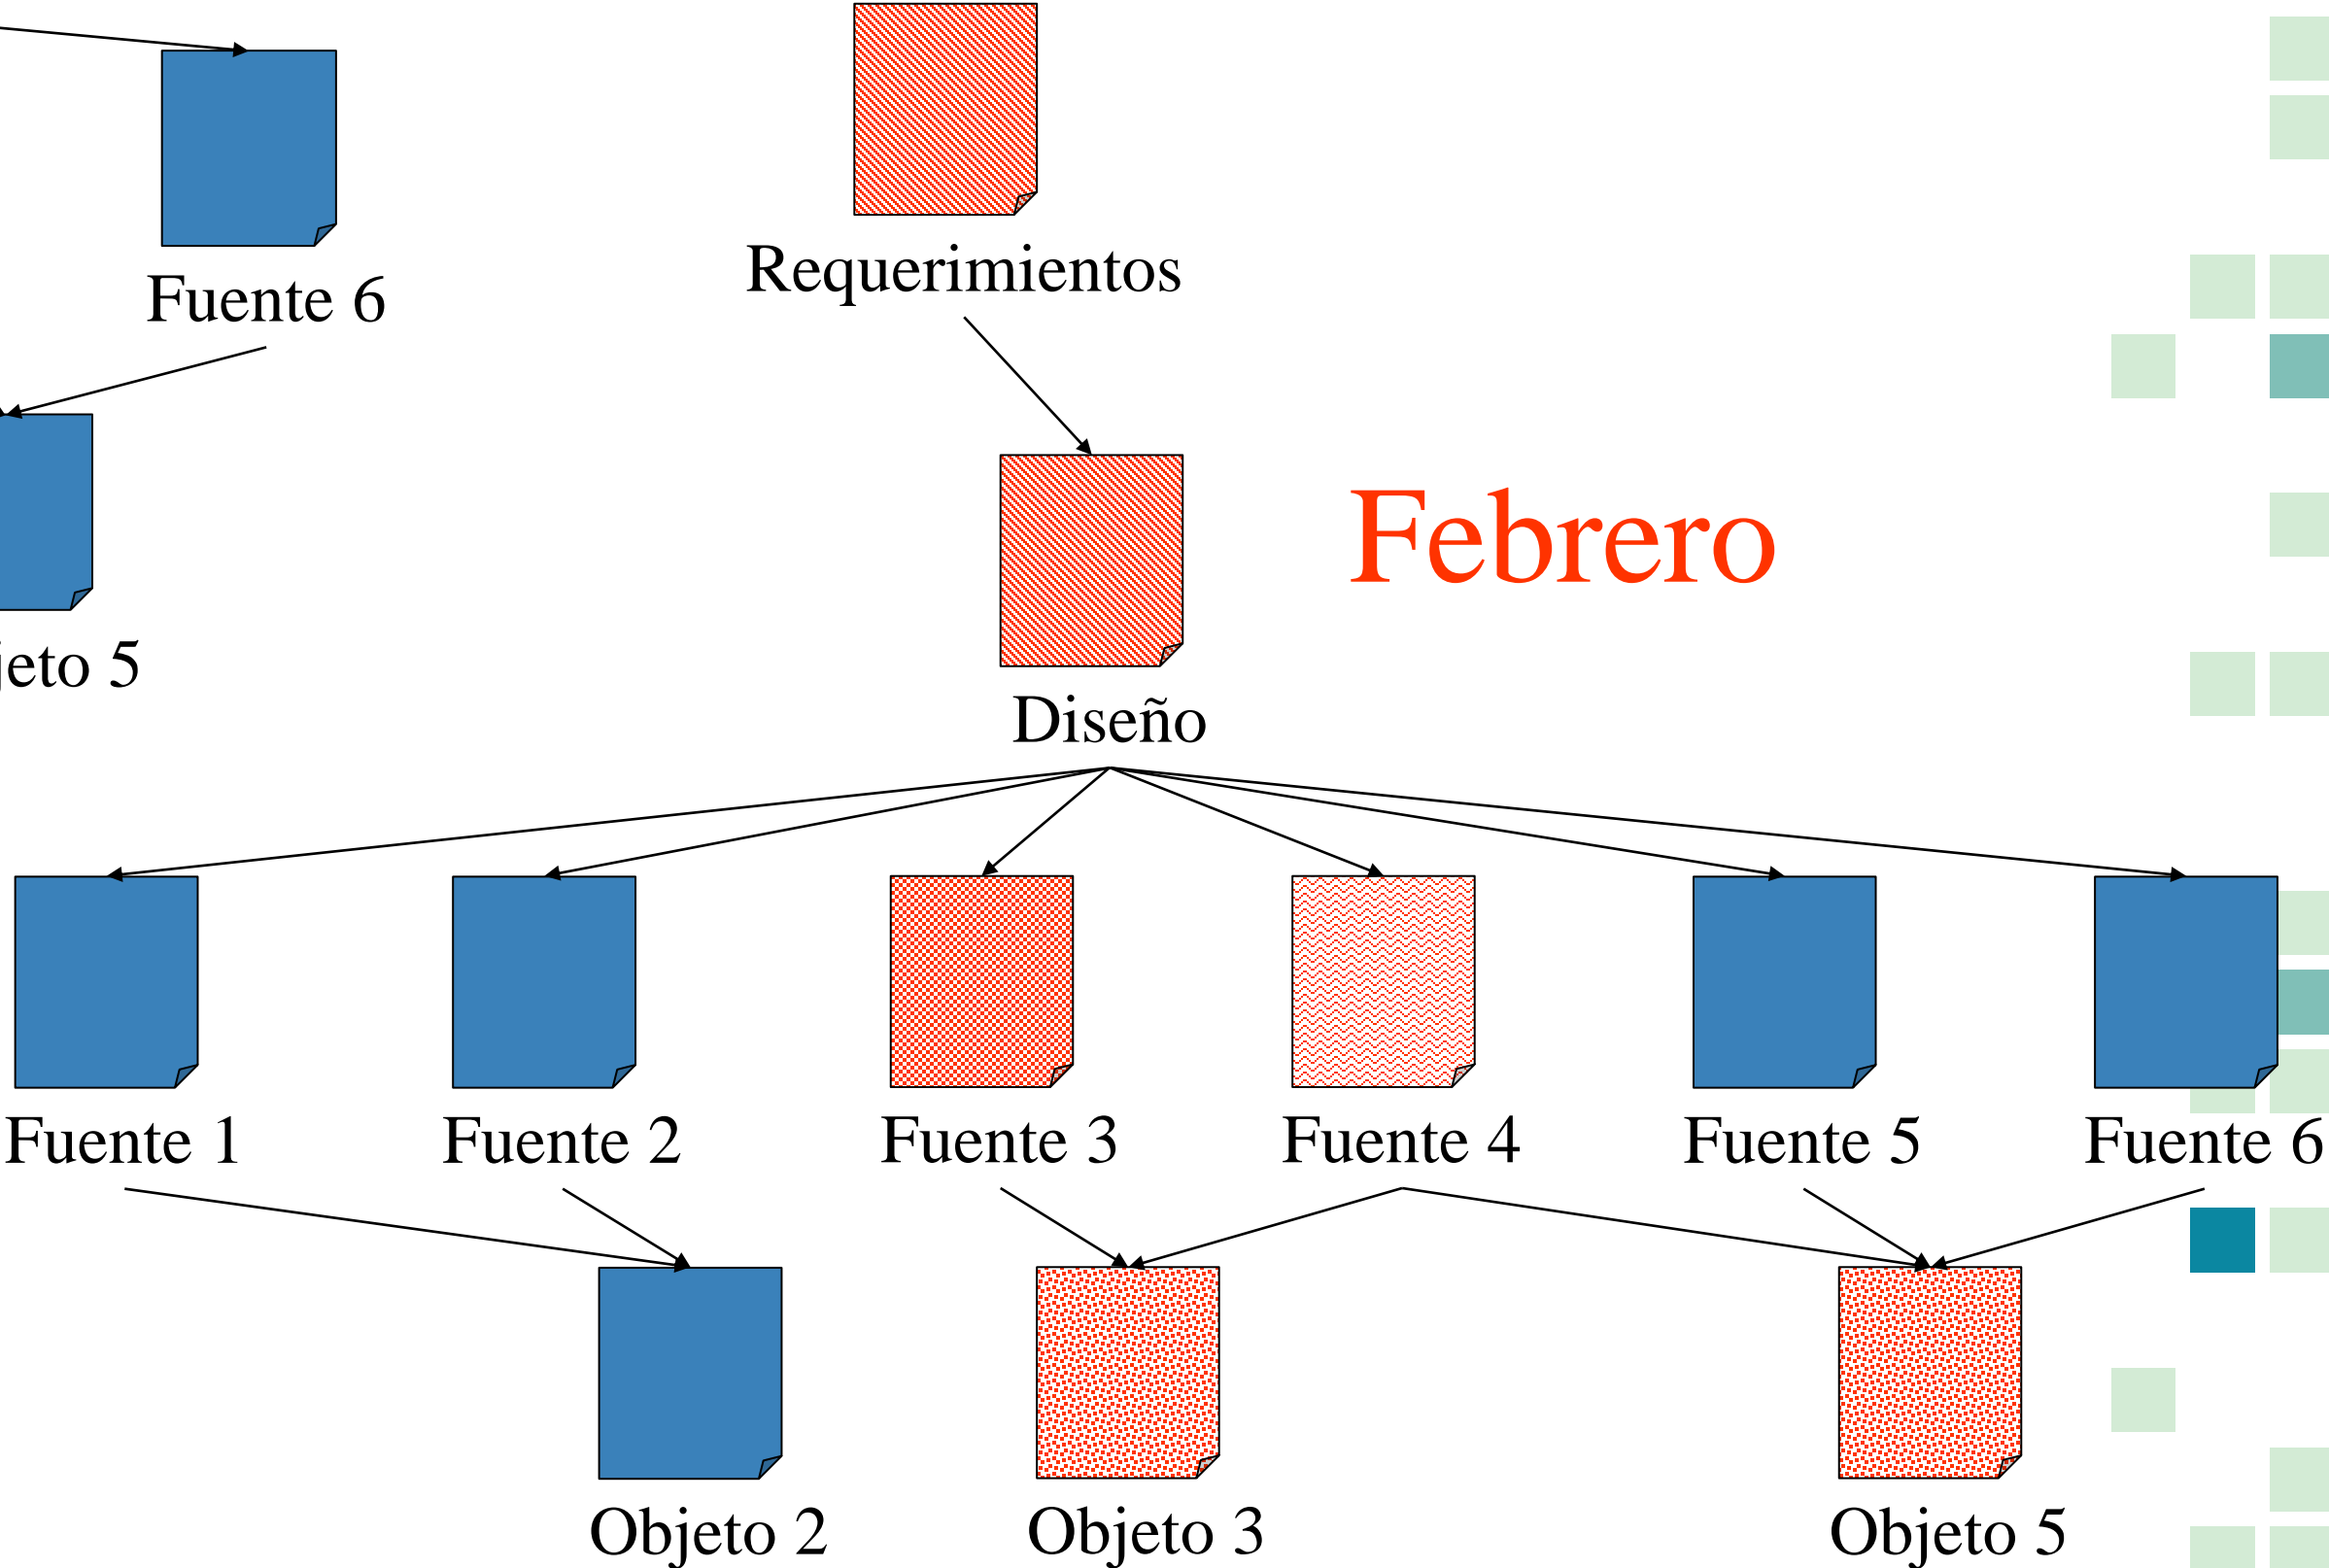 Fuente 6
Requerimientos
jeto 5
Febrero
Diseño
Fuente 1
Fuente 2
Fuente 3
Fuente 4
Fuente 5
Fuente 6
Objeto 2
Objeto 3
Objeto 5